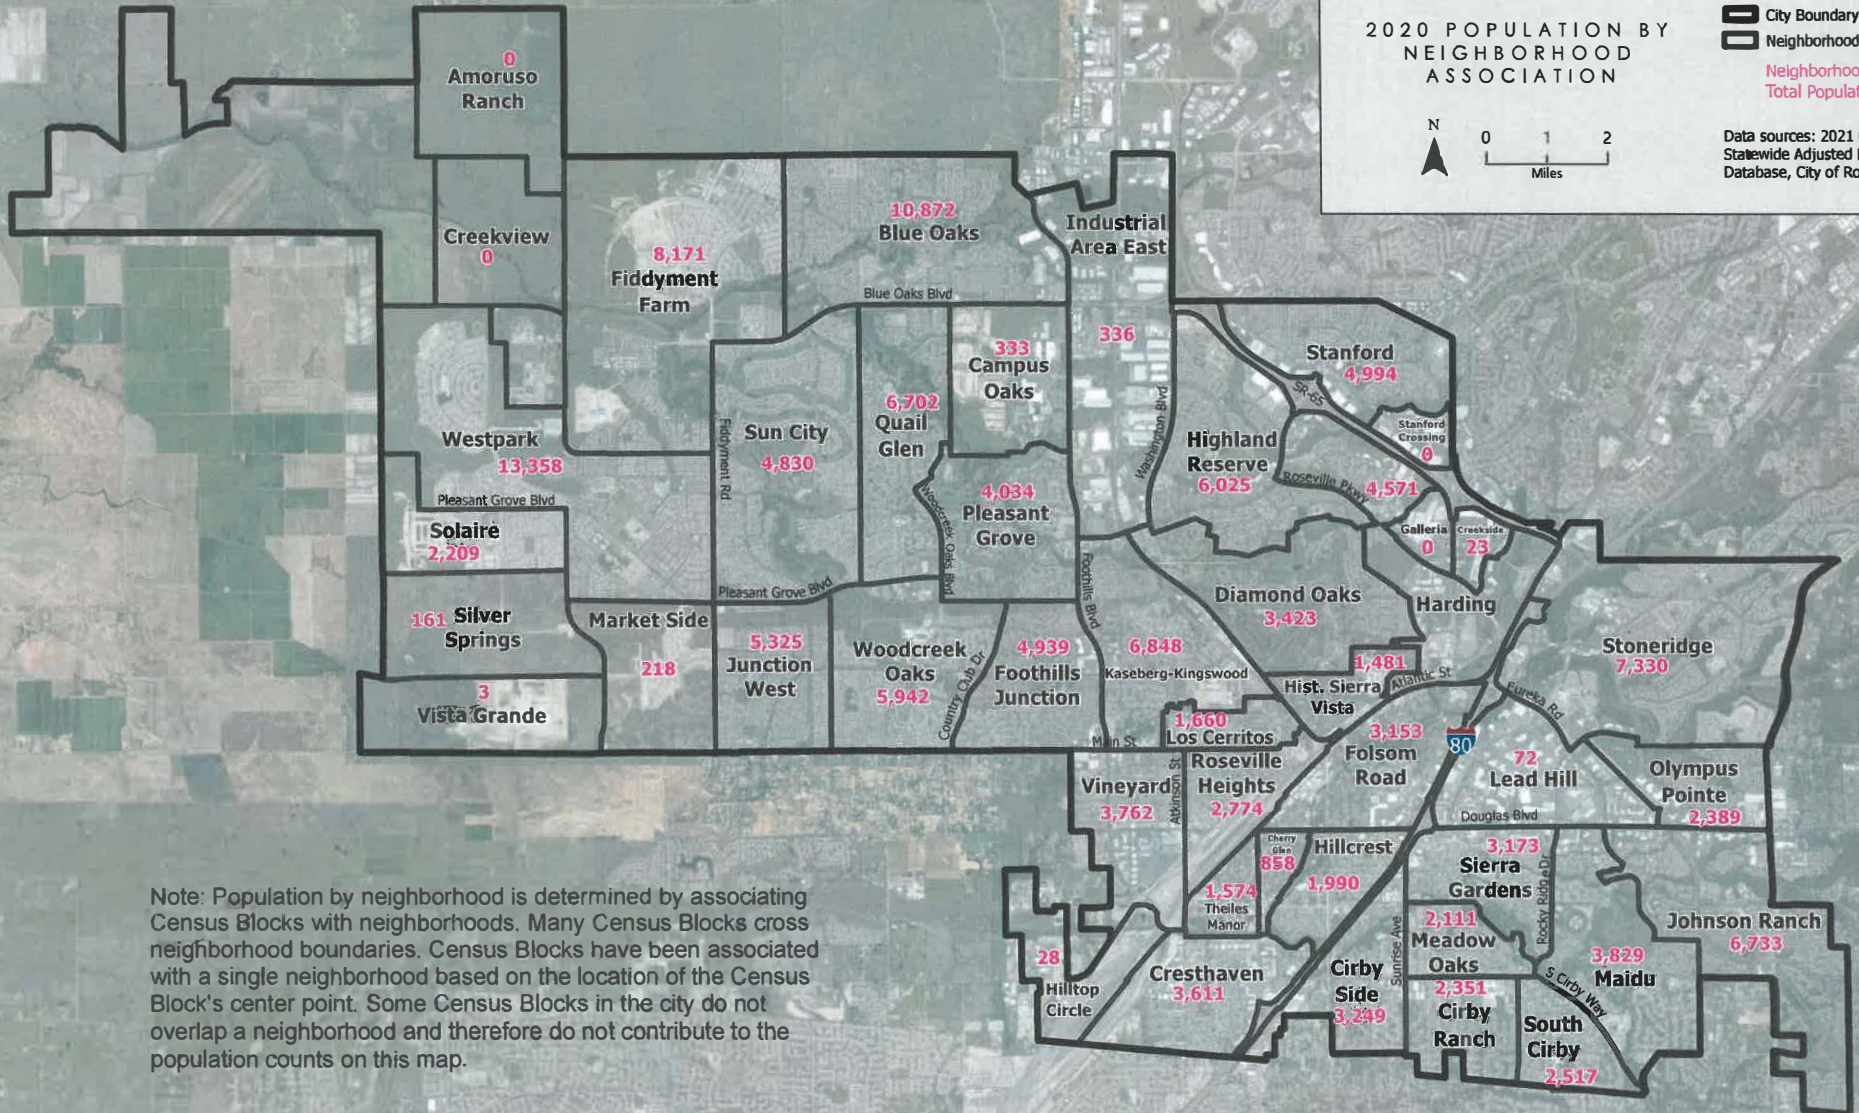 2020 POPULATION BY
NEIGHBORHOOD
ASSOCIATION
City Boundary
Neighborhood
Neighborhoo
Total Populat
N
0 1 2
Miles
Data sources: 2021
Statewide Adjusted
Database, City of Ro
0
Amoruso
Ranch
Creekview
0
8,171
Fiddyment
Farm
10,872
Blue Oaks
Blue Oaks Blvd
Industrial
Area East
336
Westpark
13,358
Pleasant Grove Blvd
Fiddyment Rd
Sun City
4,830
6,702
Quail
Glen
333
Campus
Oaks
Woodcreek Oaks Blvd
4,034
Pleasant
Grove
Washington Blvd
Highland
Reserve
6,025
Stanford
4,994
SR-65
Stanford
Crossing
0
Roseville Pkwy
4,571
Galleria
0
Creekside
23
Solaire
2,209
161 Silver
Springs
3
Vista Grande
Market Side
218
Pleasant Grove Blvd
5,325
Junction
West
Woodcreek
Oaks
5,942
Country Club Dr
4,939
Foothills
Junction
Foothills Blvd
6,848
Kaseberg-Kingswood
Diamond Oaks
3,423
Harding
1,481
Hist. Sierra
Vista
Atlantic St
Stoneridge
7,330
Eureka Rd
Main St
1,660
Los Cerritos
Vineyard
3,762
Atkinson St
Roseville
Heights
2,774
3,153
Folsom
Road
80
72
Lead Hill
Douglas Blvd
Olympus
Pointe
2,389
Cherry
Glen
858
Hillcrest
1,990
1,574
Theiles
Manor
3,173
Sierra
Gardens
Rocky Ridge Dr
Sunrise Ave
2,111
Meadow
Oaks
3,829
Maidu
Johnson Ranch
6,733
28
Hilltop
Circle
Cresthaven
3,611
Cirby
Side
3,249
2,351
Cirby
Ranch
S Cirby Way
South
Cirby
2,517
Note: Population by neighborhood is determined by associating
Census Blocks with neighborhoods. Many Census Blocks cross
neighborhood boundaries. Census Blocks have been associated
with a single neighborhood based on the location of the Census
Block's center point. Some Census Blocks in the city do not
overlap a neighborhood and therefore do not contribute to the
population counts on this map.